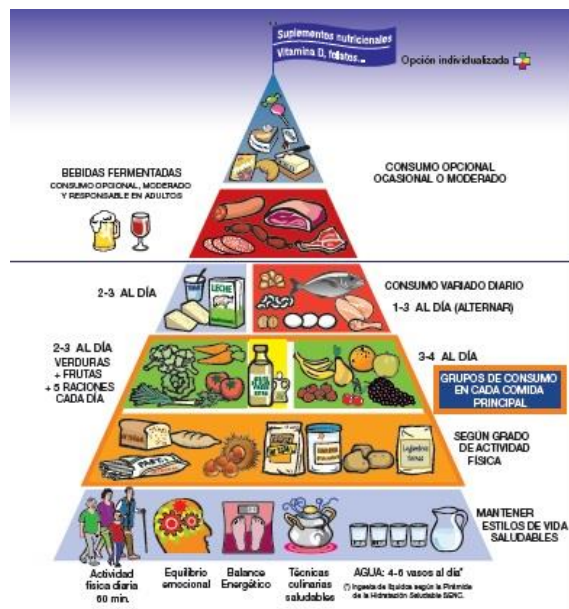 Suplementos nutricionales
Vitamina D, folatos...
Opción individualizada
BEBIDAS FERMENTADAS
CONSUMO OPCIONAL, MODERADO
Y RESPONSABLE EN ADULTOS
CONSUMO OPCIONAL
OCASIONAL O MODERADO
2-3 AL DÍA
LECHE
CONSUMO VARIADO DIARIO
1-3 AL DÍA (ALTERNAR)
2-3 AL DÍA
VERDURAS
+ FRUTAS
+ 5 RACIONES
CADA DÍA
3-4 AL DÍA
GRUPOS DE CONSUMO
EN CADA COMIDA
PRINCIPAL
SEGÚN GRADO
DE ACTIVIDAD
FÍSICA
MANTENER
ESTILOS DE VIDA
SALUDABLES
Actividad
física diaria
60 min.
Equilibrio
emocional
Balance
Energético
Técnicas
culinarias
saludables
AGUA: 4-6 vasos al día*
(*) Ingesta de líquidos según la Pirámide
de la Hidratación Saludable SENC.